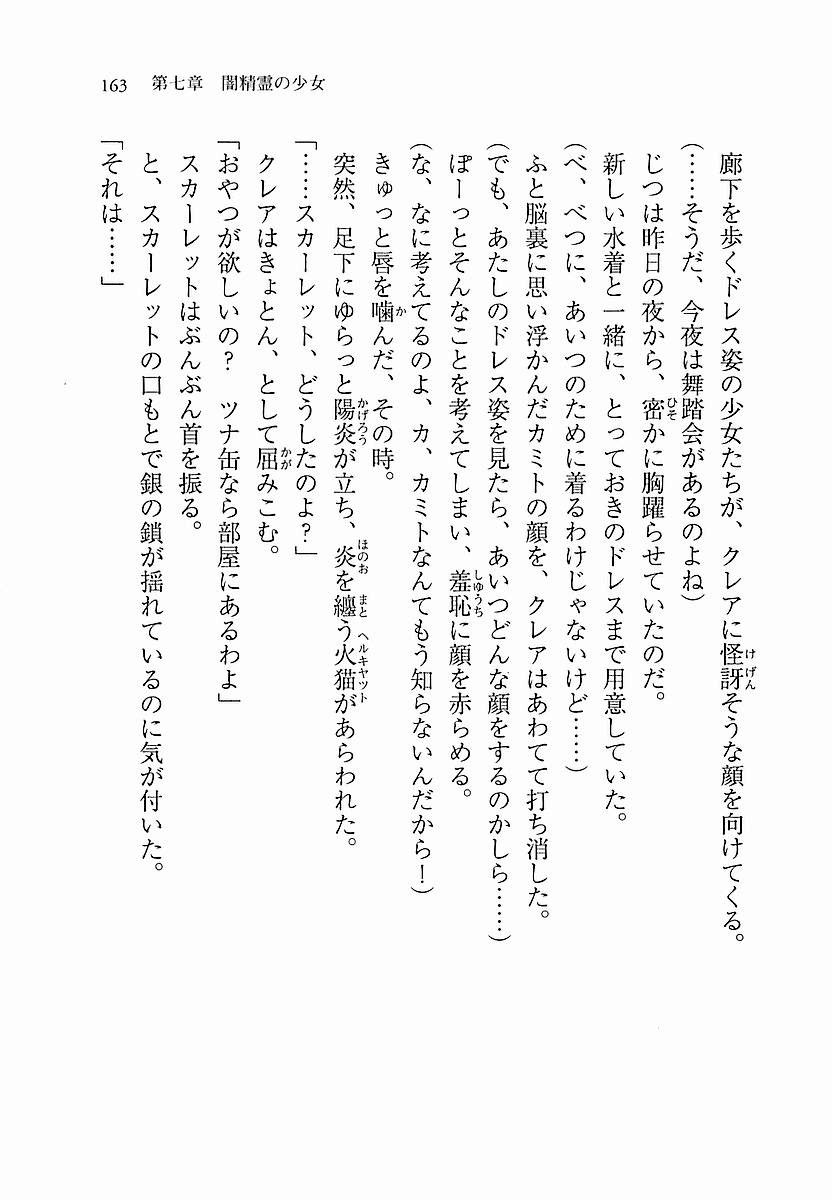 163　第七章　闇精霊の少女
廊下を歩くドレス姿の少女たちが、クレアに怪訝そうな顔を向けてくる。
（……そうだ、今夜は舞踏会があるのよね）
じつは昨日の夜から、密かに胸躍らせていたのだ。
新しい水着と一緒に、とっておきのドレスまで用意していた。
（べ、べつに、あいつのために着るわけじゃないけど……）
ふと脳裏に思い浮かんだカミトの顔を、クレアはあわてて打ち消した。
（でも、あたしのドレス姿を見たら、あいつどんな顔をするのかしら……）
ぽーっとそんなことを考えてしまい、羞恥に顔を赤らめる。
（な、なに考えてるのよ、カ、カミトなんてもう知らないんだから！）
きゅっと唇を噛んだ、その時。
突然、足下にゆらっと陽炎が立ち、炎を纏う火猫があらわれた。
「……スカーレット、どうしたのよ？」
クレアはきょとん、として屈みこむ。
「おやつが欲しいの？　ツナ缶なら部屋にあるわよ」
スカーレットはぶんぶん首を振る。
と、スカーレットの口もとで銀の鎖が揺れているのに気が付いた。
「それは……」